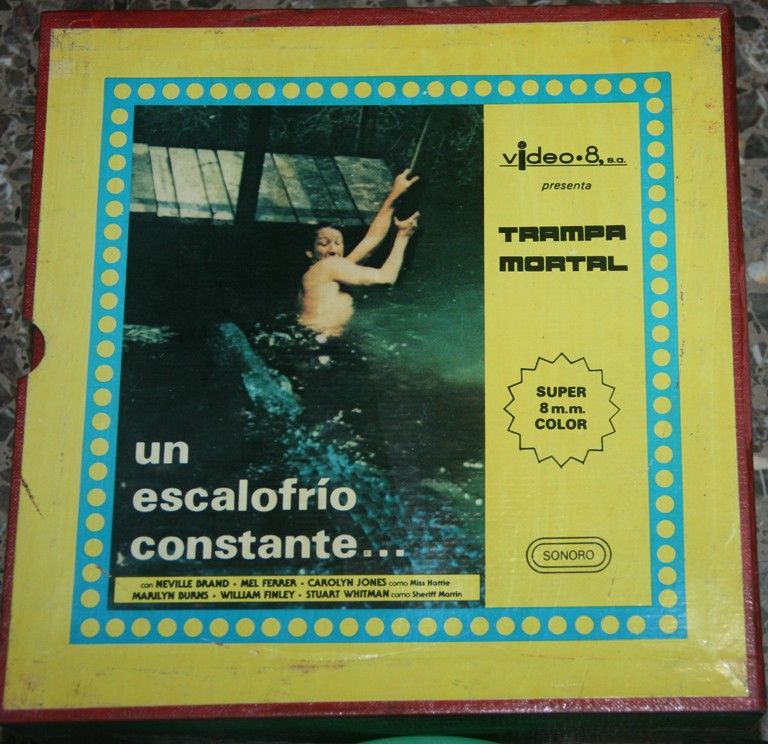 video•8, s.a.
presenta
TRAMPA
MORTAL
SUPER
8 m.m.
COLOR
SONORO
un
escalofrío
constante...
con NEVILLE BRAND • MEL FERRER • CAROLYN JONES como Miss Hattie
MARILYN BURNS • WILLIAM FINLEY • STUART WHITMAN como Sheriff Martin